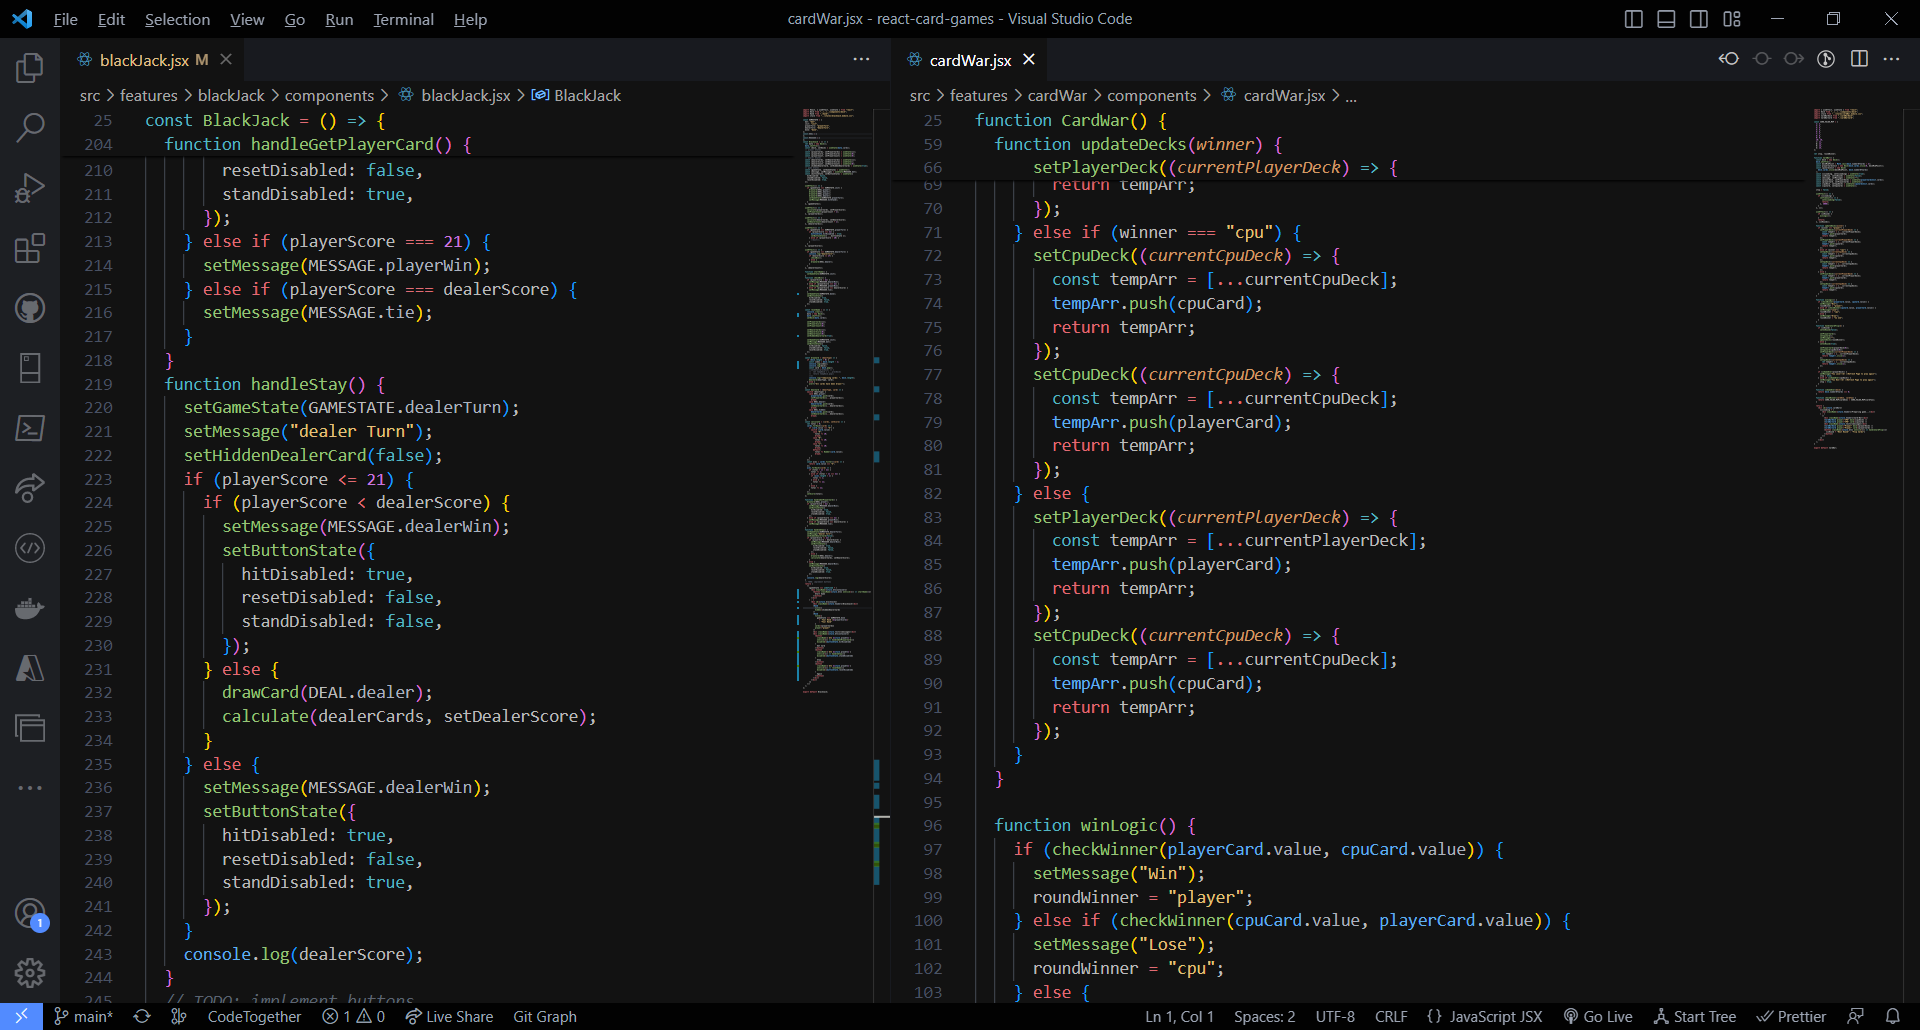 File Edit Selection View Go Run Terminal Help
cardWar.jsx - react-card-games - Visual Studio Code
blackJack.jsx M
src > features > blackJack > components > blackJack.jsx > BlackJack
25 const BlackJack = () => {
204 function handleGetPlayerCard() {
210 resetDisabled: false,
211 standDisabled: true,
212 });
213 } else if (playerScore === 21) {
214 setMessage(MESSAGE.playerWin);
215 } else if (playerScore === dealerScore) {
216 setMessage(MESSAGE.tie);
217 }
218 }
219 function handleStay() {
220 setGameState(GAMESTATE.dealerTurn);
221 setMessage("dealer Turn");
222 setHiddenDealerCard(false);
223 if (playerScore <= 21) {
224 if (playerScore < dealerScore) {
225 setMessage(MESSAGE.dealerWin);
226 setButtonState({
227 hitDisabled: true,
228 resetDisabled: false,
229 standDisabled: false,
230 });
231 } else {
232 drawCard(DEAL.dealer);
233 calculate(dealerCards, setDealerScore);
234 }
235 } else {
236 setMessage(MESSAGE.dealerWin);
237 setButtonState({
238 hitDisabled: true,
239 resetDisabled: false,
240 standDisabled: true,
241 });
242 }
243 console.log(dealerScore);
244 }
245 // TODO: implement buttons
cardWar.jsx
src > features > cardWar > components > cardWar.jsx > ...
25 function CardWar() {
59 function updateDecks(winner) {
66 setPlayerDeck((currentPlayerDeck) => {
69 return tempArr;
70 });
71 } else if (winner === "cpu") {
72 setCpuDeck((currentCpuDeck) => {
73 const tempArr = [...currentCpuDeck];
74 tempArr.push(cpuCard);
75 return tempArr;
76 });
77 setCpuDeck((currentCpuDeck) => {
78 const tempArr = [...currentCpuDeck];
79 tempArr.push(playerCard);
80 return tempArr;
81 });
82 } else {
83 setPlayerDeck((currentPlayerDeck) => {
84 const tempArr = [...currentPlayerDeck];
85 tempArr.push(playerCard);
86 return tempArr;
87 });
88 setCpuDeck((currentCpuDeck) => {
89 const tempArr = [...currentCpuDeck];
90 tempArr.push(cpuCard);
91 return tempArr;
92 });
93 }
94 }
95
96 function winLogic() {
97 if (checkWinner(playerCard.value, cpuCard.value)) {
98 setMessage("Win");
99 roundWinner = "player";
100 } else if (checkWinner(cpuCard.value, playerCard.value)) {
101 setMessage("Lose");
102 roundWinner = "cpu";
103 } else {
1
main* CodeTogether 1 0 Live Share Git Graph
Ln 1, Col 1 Spaces: 2 UTF-8 CRLF {} JavaScript JSX Go Live Start Tree Prettier